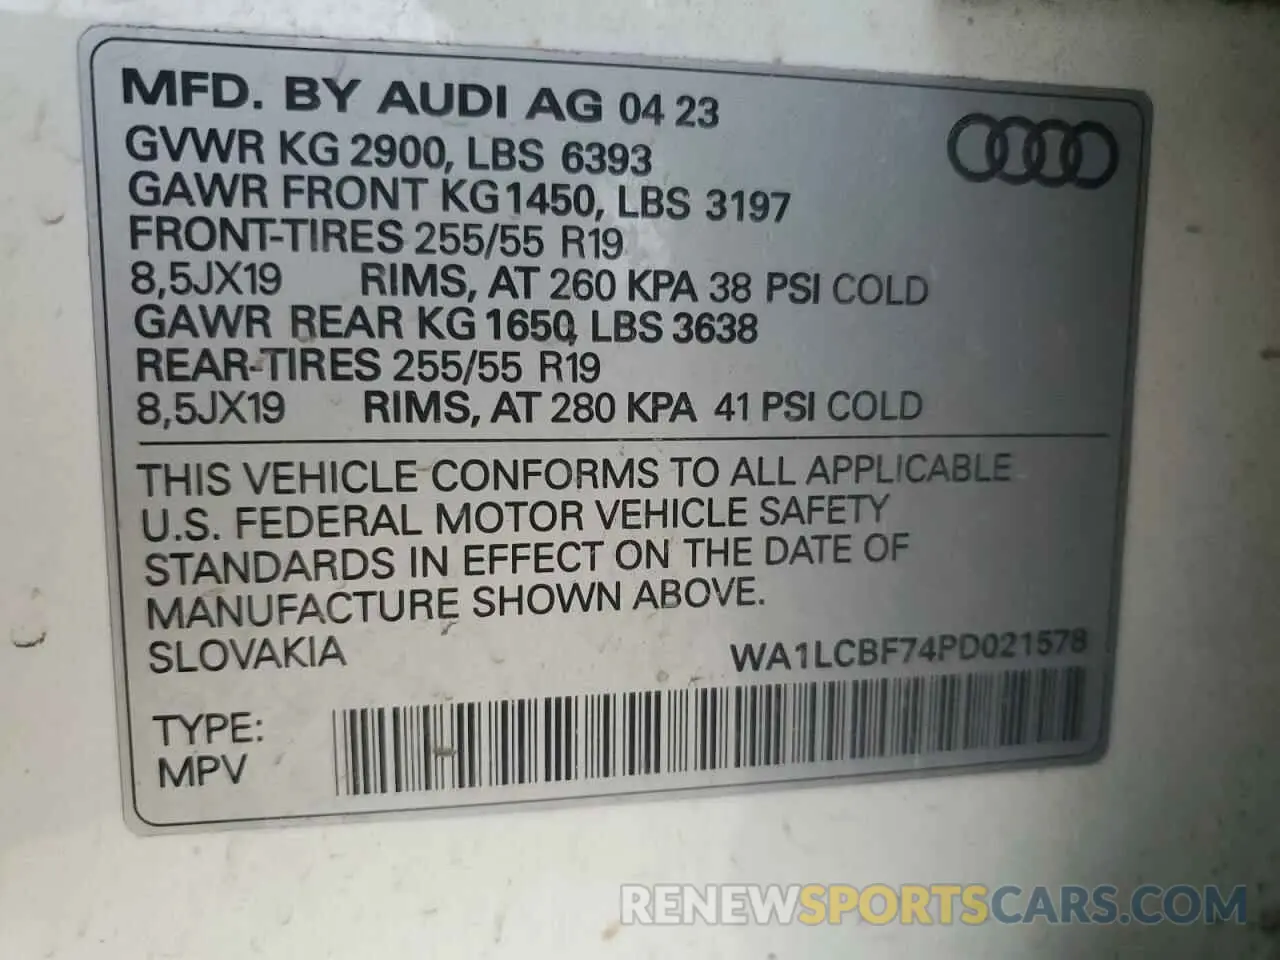 MFD. BY AUDI AG 04 23
GVWR KG 2900, LBS 6393
GAWR FRONT KG 1450, LBS 3197
FRONT-TIRES 255/55 R19
8,5JX19 RIMS, AT 260 KPA 38 PSI COLD
GAWR REAR KG 1650, LBS 3638
REAR-TIRES 255/55 R19
8,5JX19 RIMS, AT 280 KPA 41 PSI COLD
THIS VEHICLE CONFORMS TO ALL APPLICABLE
U.S. FEDERAL MOTOR VEHICLE SAFETY
STANDARDS IN EFFECT ON THE DATE OF
MANUFACTURE SHOWN ABOVE.
SLOVAKIA WA1LCBF74PD021578
TYPE:
MPV
RENEWSPORTSCARS.COM